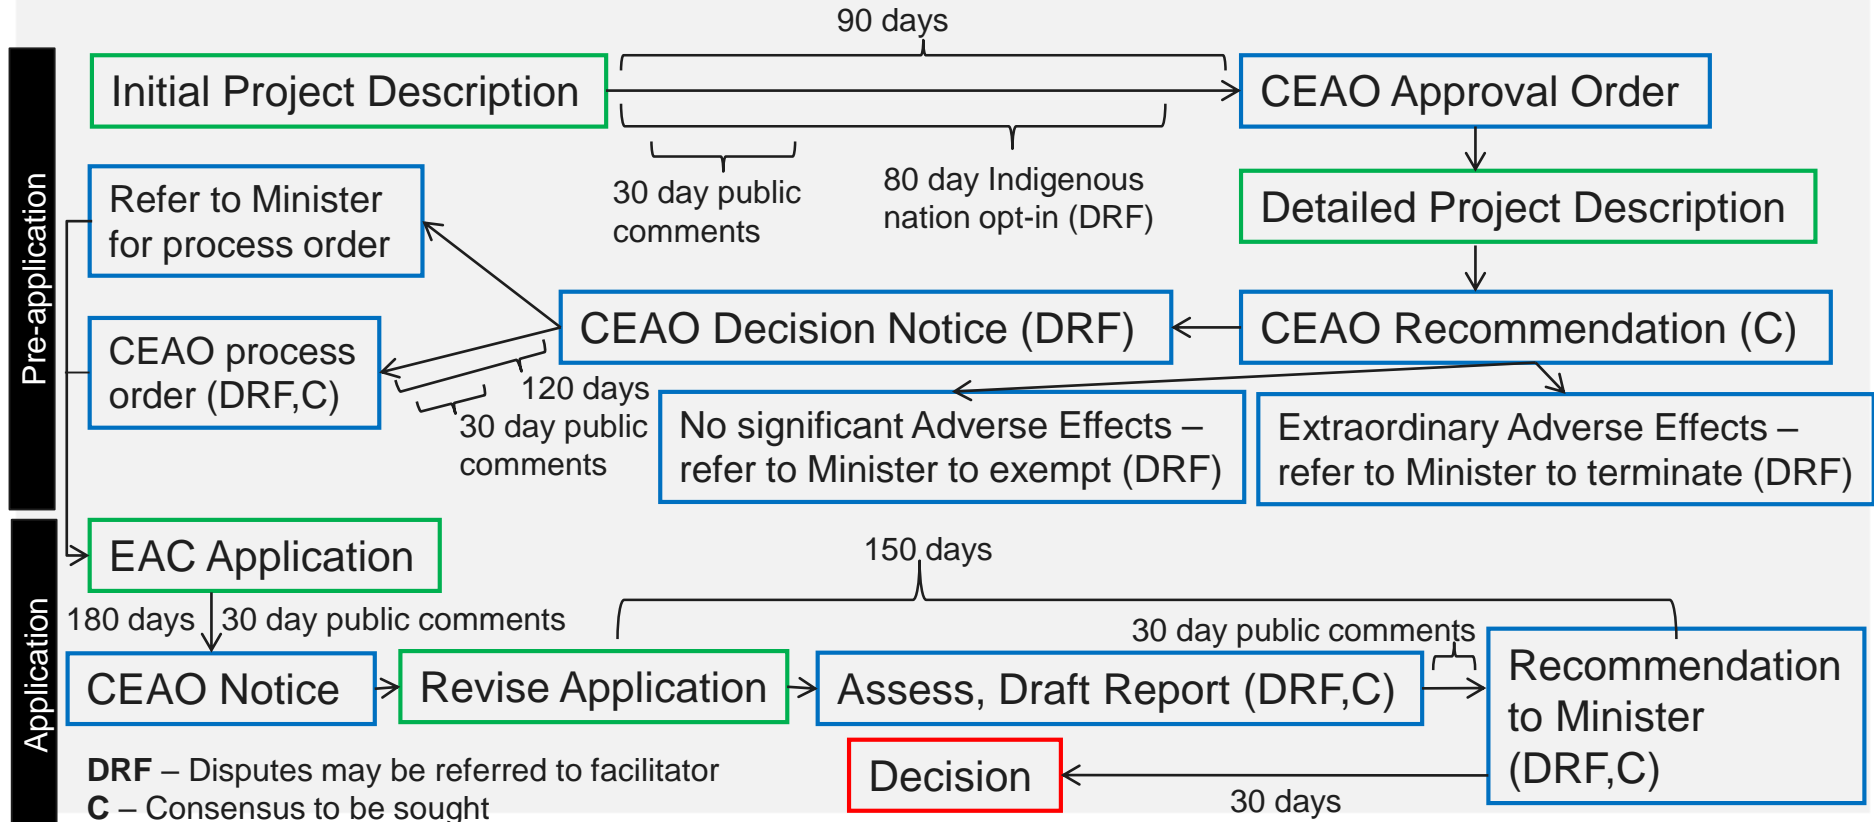 90 days
Pre-application
Initial Project Description
CEAO Approval Order
30 day public
comments
80 day Indigenous
nation opt-in (DRF)
Refer to Minister
for process order
Detailed Project Description
CEAO Decision Notice (DRF)
CEAO Recommendation (C)
CEAO process
order (DRF,C)
120 days
30 day public
comments
No significant Adverse Effects –
refer to Minister to exempt (DRF)
Extraordinary Adverse Effects –
refer to Minister to terminate (DRF)
Application
EAC Application
150 days
180 days
30 day public comments
30 day public comments
CEAO Notice
Revise Application
Assess, Draft Report (DRF,C)
Recommendation
to Minister
(DRF,C)
Decision
30 days
DRF – Disputes may be referred to facilitator
C – Consensus to be sought